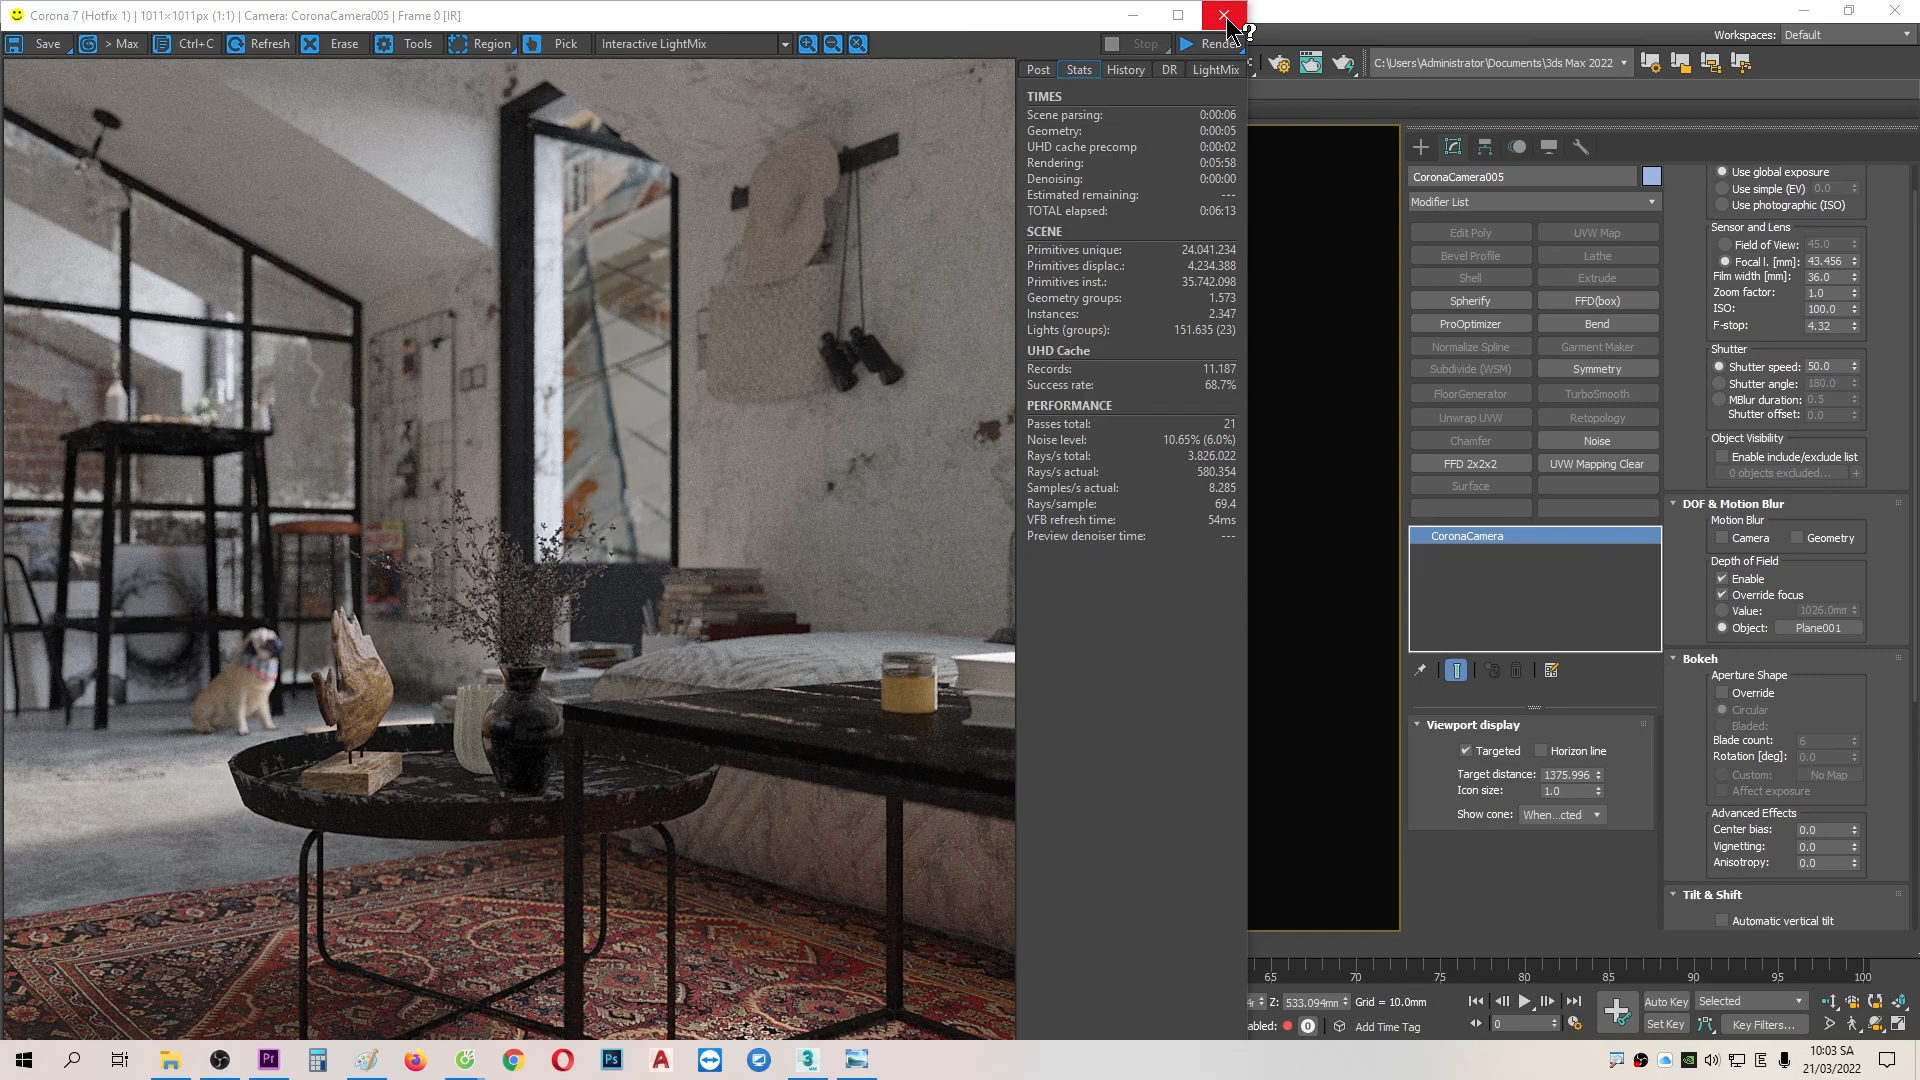 Corona 7 (Hotfix 1) | 1011×1011px (1:1) | Camera: CoronaCamera005 | Frame 0 [IR]
Workspaces: Default
Save > Max Ctrl+C Refresh Erase Tools Region Pick Interactive LightMix Stop Render
C:\Users\Administrator\Documents\3ds Max 2022
Post Stats History DR LightMix
TIMES
Scene parsing: 0:00:06
Geometry: 0:00:05
UHD cache precomp 0:00:02
Rendering: 0:05:58
Denoising: 0:00:00
Estimated remaining: ---
TOTAL elapsed: 0:06:13
SCENE
Primitives unique: 24.041.234
Primitives displac.: 4.234.388
Primitives inst.: 35.742.098
Geometry groups: 1.573
Instances: 2.347
Lights (groups): 151.635 (23)
UHD Cache
Records: 11.187
Success rate: 68.7%
PERFORMANCE
Passes total: 21
Noise level: 10.65% (6.0%)
Rays/s total: 3.826.022
Rays/s actual: 580.354
Samples/s actual: 8.285
Rays/sample: 69.4
VFB refresh time: 54ms
Preview denoiser time: ---
CoronaCamera005
Modifier List
Edit Poly UVW Map
Bevel Profile Lathe
Shell Extrude
Spherify FFD(box)
ProOptimizer Bend
Normalize Spline Garment Maker
Subdivide (WSM) Symmetry
FloorGenerator TurboSmooth
Unwrap UVW Retopology
Chamfer Noise
FFD 2x2x2 UVW Mapping Clear
Surface
CoronaCamera
Viewport display
Targeted Horizon line
Target distance: 1375.996
Icon size: 1.0
Show cone: When...cted
Use global exposure
Use simple (EV) 0.0
Use photographic (ISO)
Sensor and Lens
Field of View: 45.0
Focal l. [mm]: 43.456
Film width [mm]: 36.0
Zoom factor: 1.0
ISO: 100.0
F-stop: 4.32
Shutter
Shutter speed: 50.0
Shutter angle: 180.0
MBlur duration: 0.5
Shutter offset: 0.0
Object Visibility
Enable include/exclude list
0 objects excluded... +
DOF & Motion Blur
Motion Blur
Camera Geometry
Depth of Field
Enable
Override focus
Value: 1026.0mm
Object: Plane001
Bokeh
Aperture Shape
Override
Circular
Bladed:
Blade count: 6
Rotation [deg]: 0.0
Custom: No Map
Affect exposure
Advanced Effects
Center bias: 0.0
Vignetting: 0.0
Anisotropy: 0.0
Tilt & Shift
Automatic vertical tilt
65 70 75 80 85 90 95 100
Z: 533.094mm Grid = 10.0mm
Auto Key Selected
abled: 0 Add Time Tag
0
Set Key Key Filters...
Pr Ps A 3
E
10:03 SA
21/03/2022